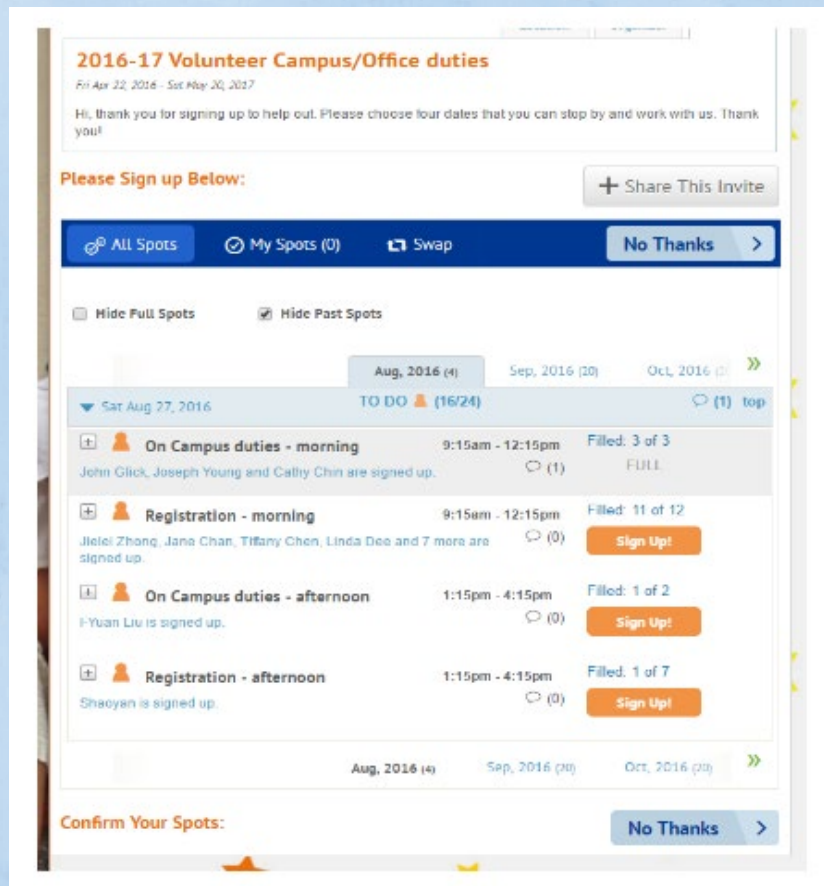 2016-17 Volunteer Campus/Office duties
Fri Apr 22, 2016 - Sat May 20, 2017
Hi, thank you for signing up to help out. Please choose four dates that you can stop by and work with us. Thank
you!
Please Sign up Below:
+ Share This Invite
All Spots
My Spots (0)
Swap
No Thanks >
Hide Full Spots
Hide Past Spots
Aug, 2016 (4)
Sep, 2016 (20)
Oct, 2016
»
Sat Aug 27, 2016
TO DO (16/24)
(1) top
On Campus duties - morning
9:15am - 12:15pm
Filled: 3 of 3
John Glick, Joseph Young and Cathy Chin are signed up.
(1)
FULL
Registration - morning
9:15am - 12:15pm
Filled: 11 of 12
Jielei Zhong, Jane Chan, Tiffany Chen, Linda Dee and 7 more are
signed up.
(0)
Sign Up!
On Campus duties - afternoon
1:15pm - 4:15pm
Filled: 1 of 2
I-Yuan Liu is signed up.
(0)
Sign Up!
Registration - afternoon
1:15pm - 4:15pm
Filled: 1 of 7
Shaoyan is signed up.
(0)
Sign Up!
Aug, 2016 (4)
Sep, 2016 (20)
Oct, 2016 (20)
»
Confirm Your Spots:
No Thanks >